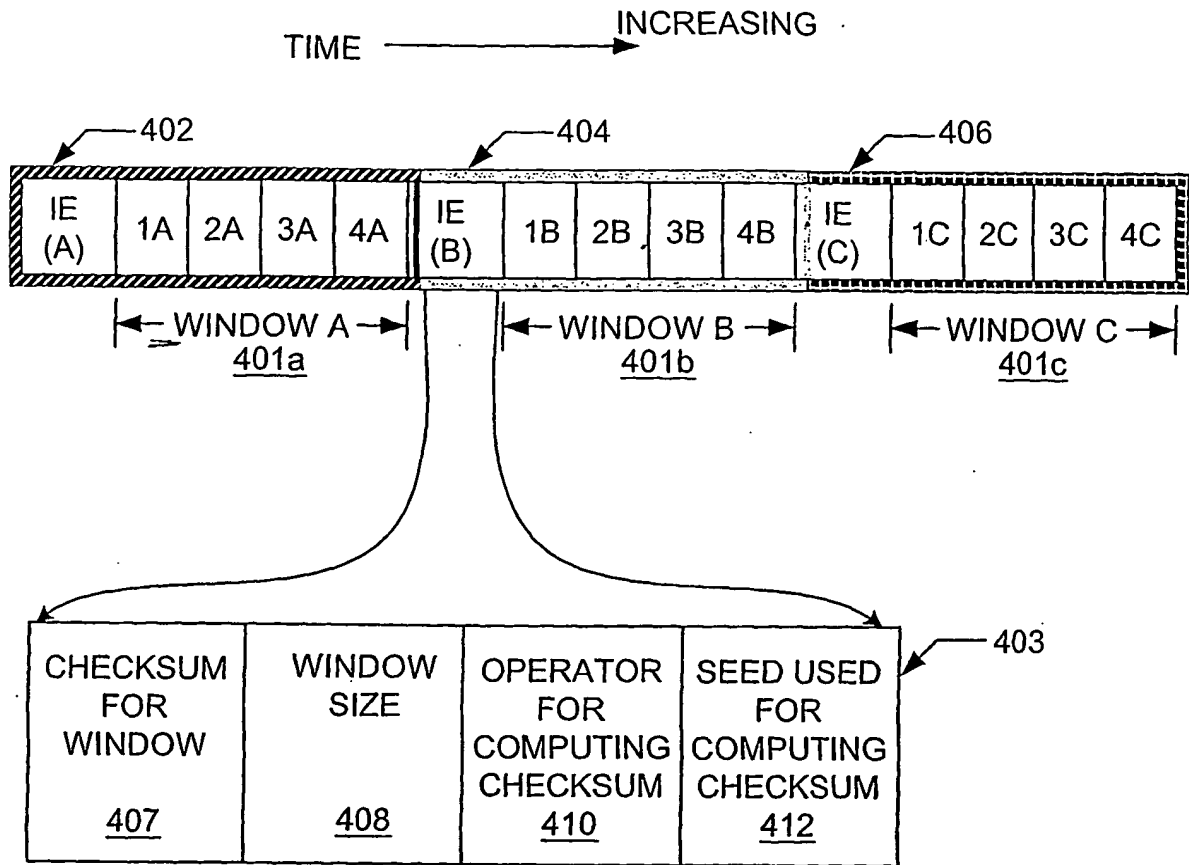 TIME INCREASING
402 404 406
IE (A) 1A 2A 3A 4A IE (B) 1B 2B 3B 4B IE (C) 1C 2C 3C 4C
WINDOW A WINDOW B WINDOW C
401a 401b 401c
403
CHECKSUM FOR WINDOW 407
WINDOW SIZE 408
OPERATOR FOR COMPUTING CHECKSUM 410
SEED USED FOR COMPUTING CHECKSUM 412